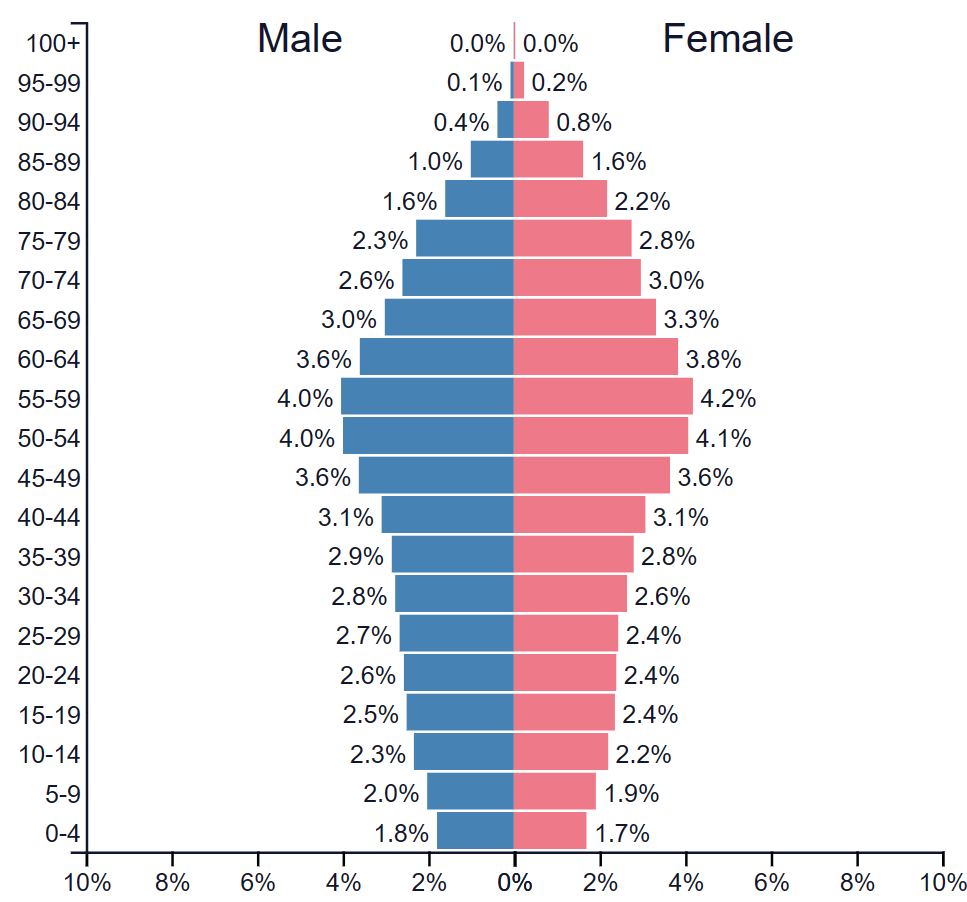 Male Female
100+ 0.0% 0.0%
95-99 0.1% 0.2%
90-94 0.4% 0.8%
85-89 1.0% 1.6%
80-84 1.6% 2.2%
75-79 2.3% 2.8%
70-74 2.6% 3.0%
65-69 3.0% 3.3%
60-64 3.6% 3.8%
55-59 4.0% 4.2%
50-54 4.0% 4.1%
45-49 3.6% 3.6%
40-44 3.1% 3.1%
35-39 2.9% 2.8%
30-34 2.8% 2.6%
25-29 2.7% 2.4%
20-24 2.6% 2.4%
15-19 2.5% 2.4%
10-14 2.3% 2.2%
5-9 2.0% 1.9%
0-4 1.8% 1.7%
10% 8% 6% 4% 2% 0% 2% 4% 6% 8% 10%